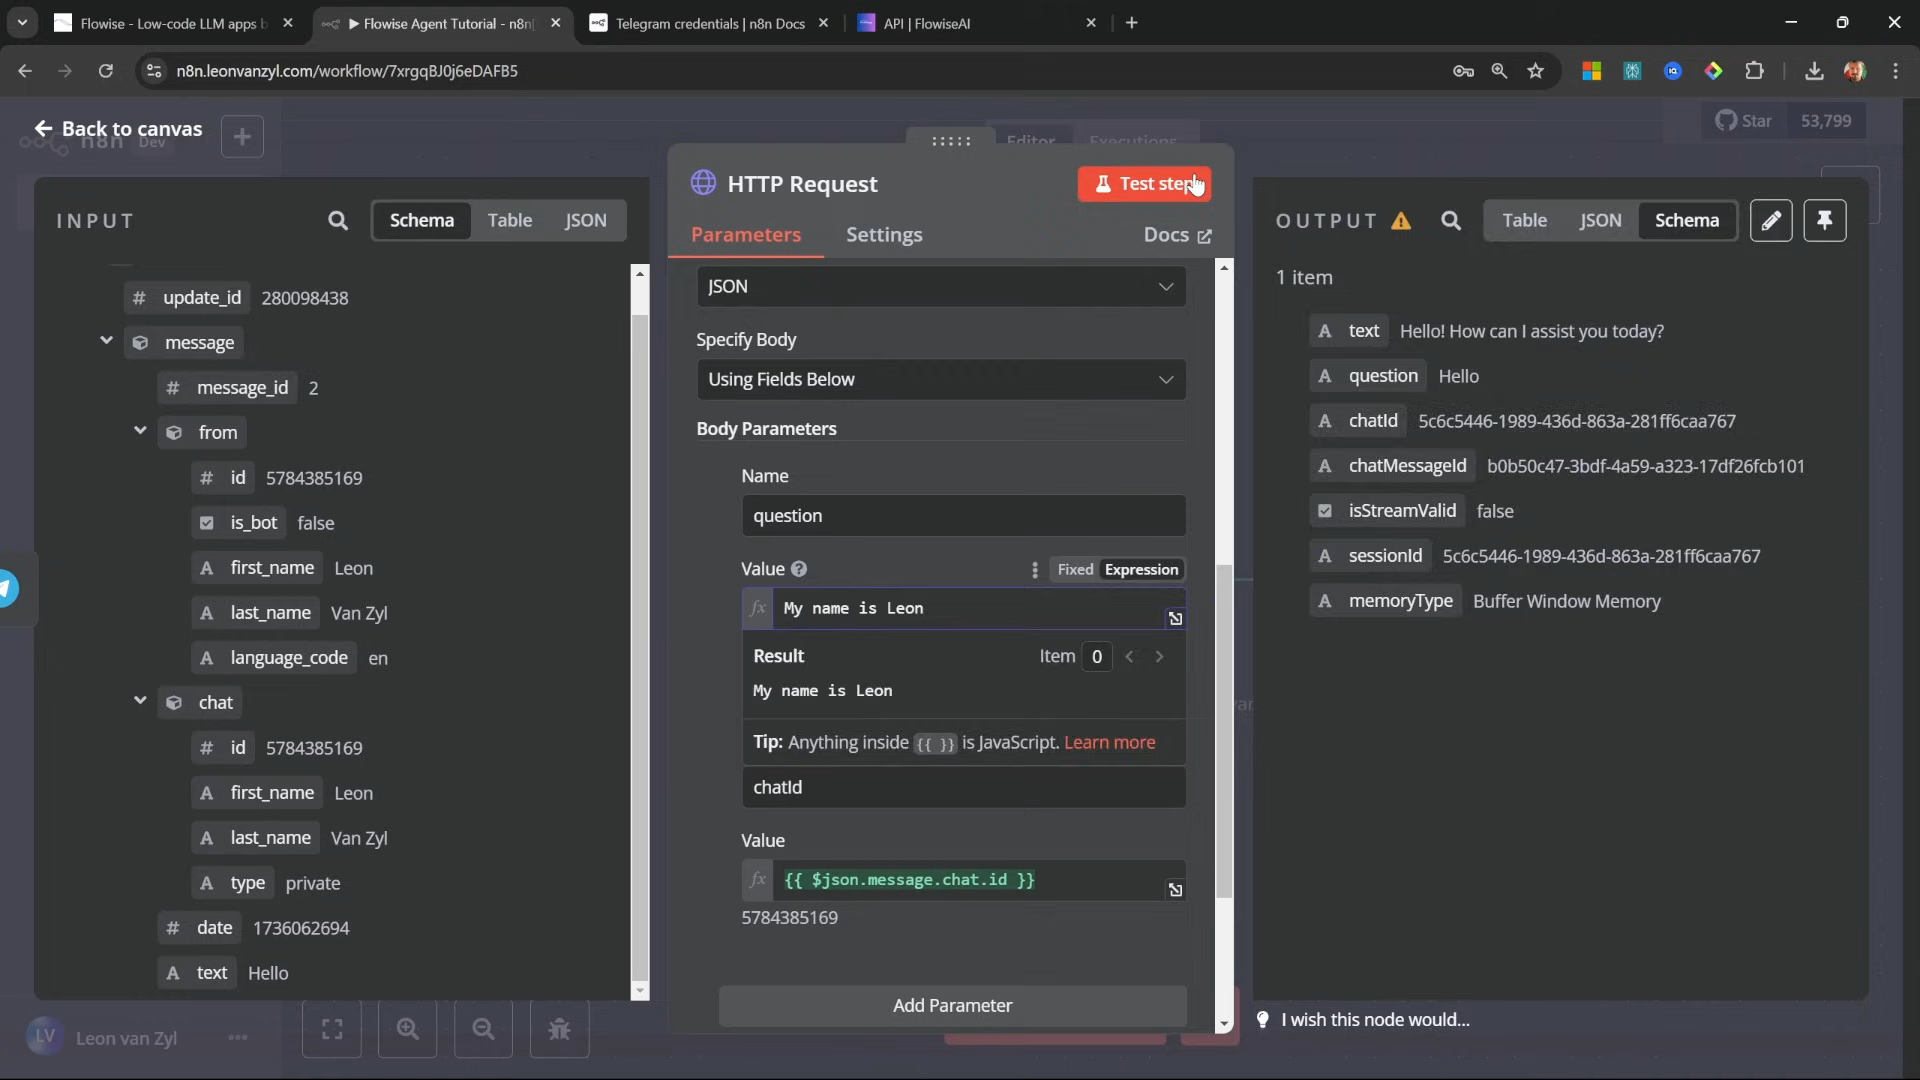 Flowise - Low-code LLM apps b
▶ Flowise Agent Tutorial - n8n[
Telegram credentials | n8n Docs
API | FlowiseAI
n8n.leonvanzyl.com/workflow/7xrgqBJ0j6eDAFB5
Back to canvas
n8n Dev
Editor
Executions
Star 53,799
INPUT
Schema
Table
JSON
# update_id 280098438
message
# message_id 2
from
# id 5784385169
is_bot false
A first_name Leon
A last_name Van Zyl
A language_code en
chat
# id 5784385169
A first_name Leon
A last_name Van Zyl
A type private
# date 1736062694
A text Hello
LV Leon van Zyl
HTTP Request
Test step
Parameters
Settings
Docs
JSON
Specify Body
Using Fields Below
Body Parameters
Name
question
Value
Fixed Expression
fx My name is Leon
Result
Item 0
My name is Leon
Tip: Anything inside {{ }} is JavaScript. Learn more
chatId
Value
fx {{ $json.message.chat.id }}
5784385169
Add Parameter
OUTPUT
Table
JSON
Schema
1 item
A text Hello! How can I assist you today?
A question Hello
A chatId 5c6c5446-1989-436d-863a-281ff6caa767
A chatMessageId b0b50c47-3bdf-4a59-a323-17df26fcb101
isStreamValid false
A sessionId 5c6c5446-1989-436d-863a-281ff6caa767
A memoryType Buffer Window Memory
I wish this node would...